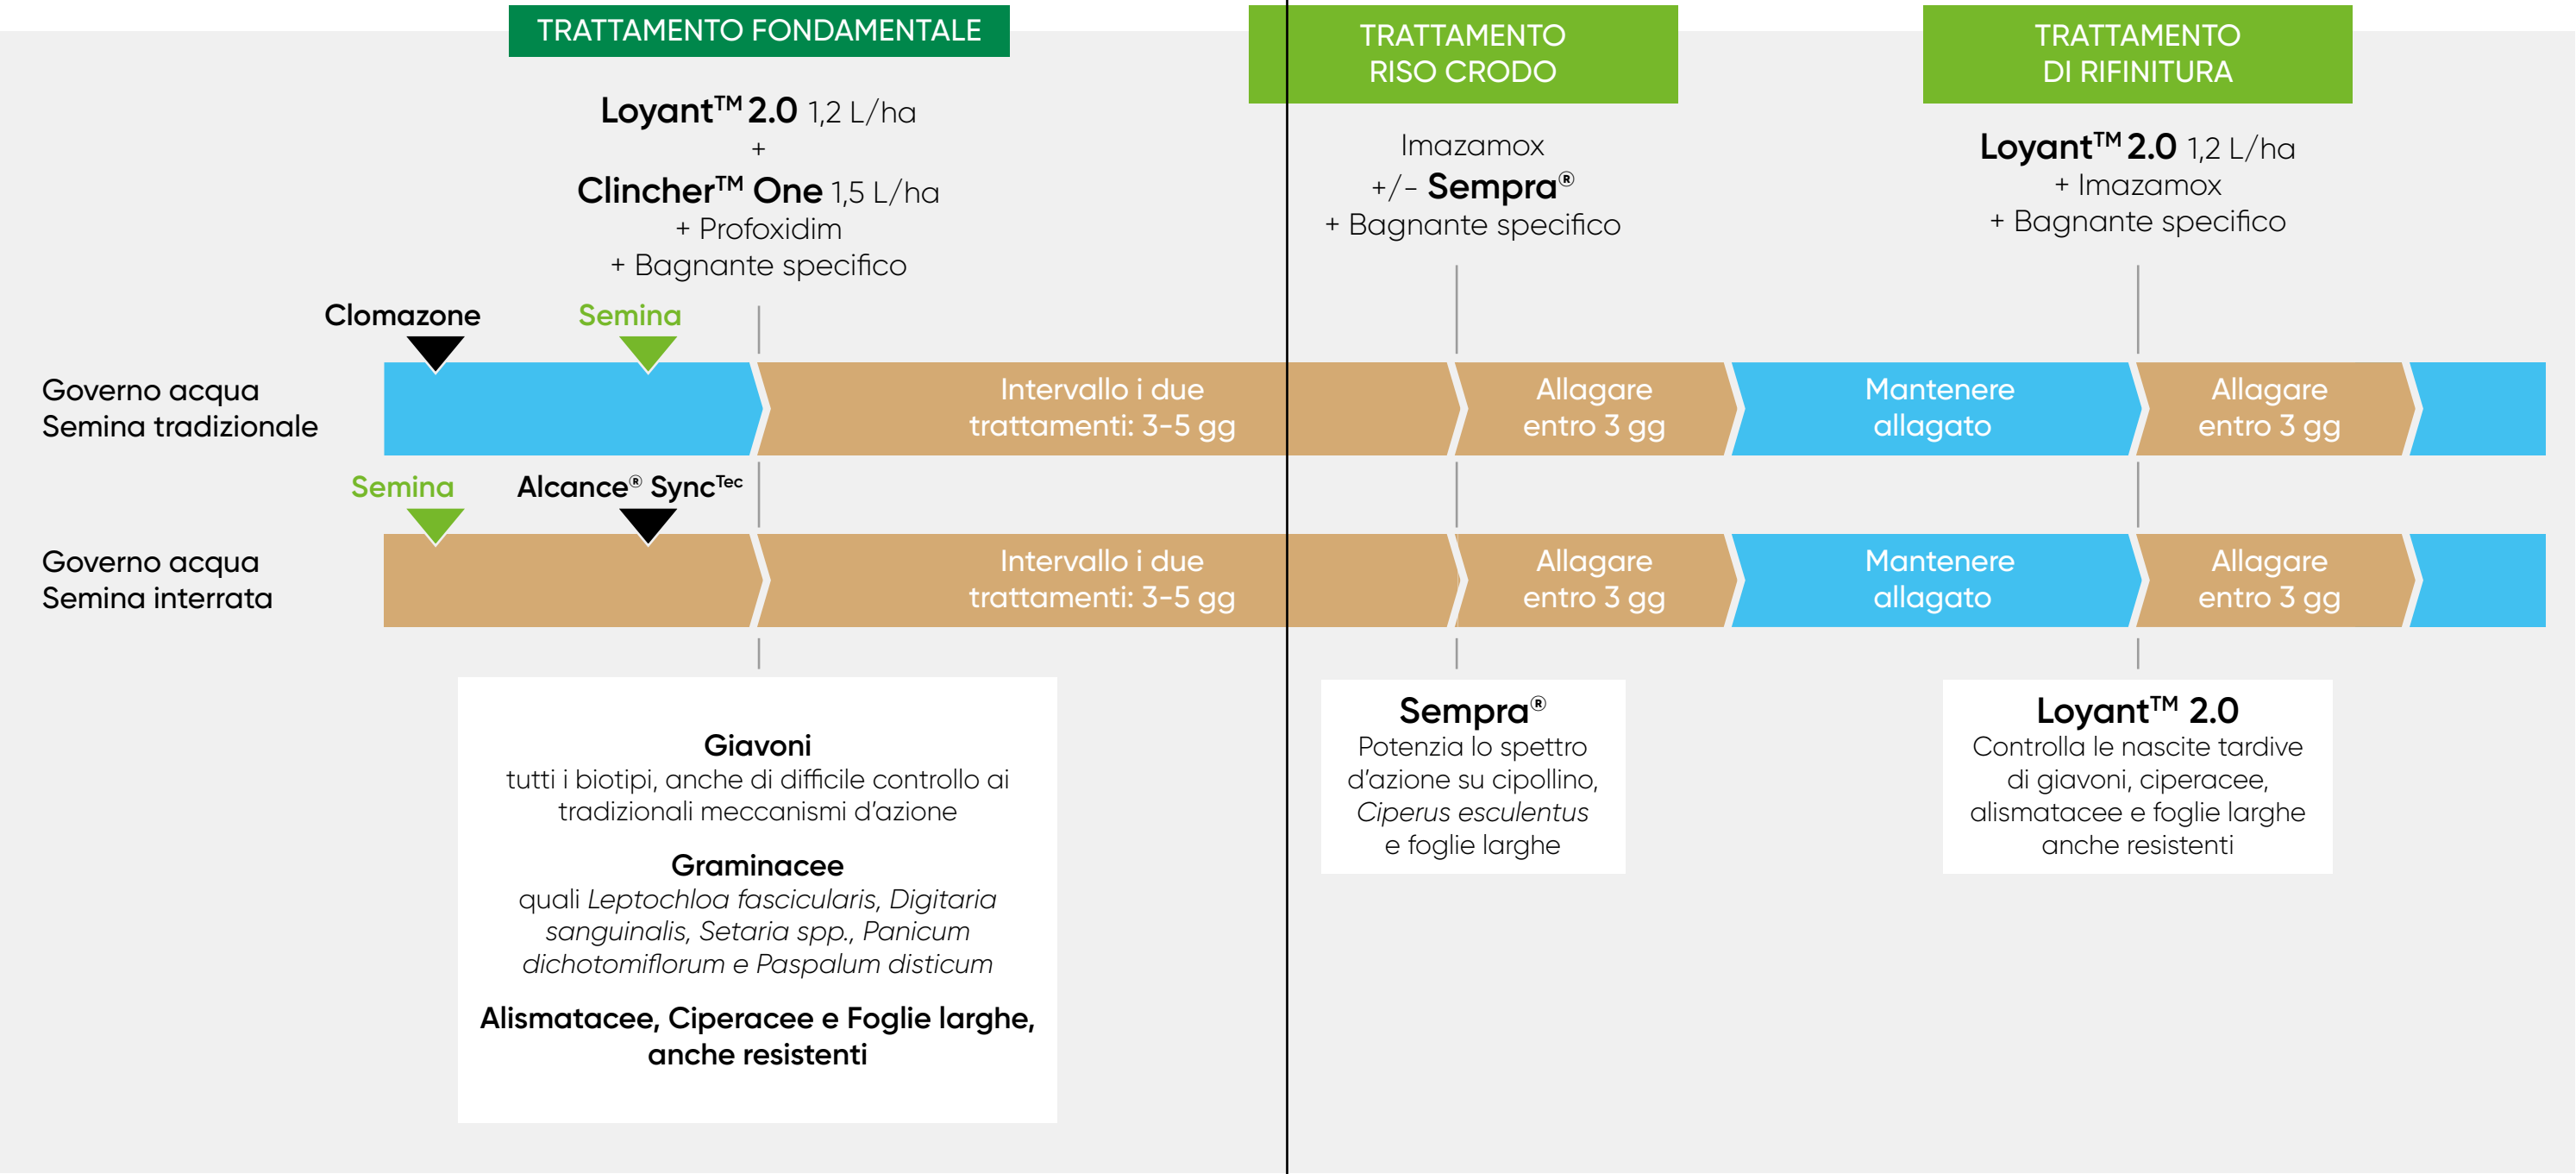 TRATTAMENTO FONDAMENTALE
Loyant™ 2.0 1,2 L/ha
+
Clincher™ One 1,5 L/ha
+ Profoxidim
+ Bagnante specifico
TRATTAMENTO
RISO CRODO
Imazamox
+/- Sempra®
+ Bagnante specifico
TRATTAMENTO
DI RIFINITURA
Loyant™ 2.0 1,2 L/ha
+ Imazamox
+ Bagnante specifico
Clomazone
Semina
Governo acqua
Semina tradizionale
Intervallo i due
trattamenti: 3-5 gg
Allagare
entro 3 gg
Mantenere
allagato
Allagare
entro 3 gg
Semina
Alcance® SyncTec
Governo acqua
Semina interrata
Intervallo i due
trattamenti: 3-5 gg
Allagare
entro 3 gg
Mantenere
allagato
Allagare
entro 3 gg
Giavoni
tutti i biotipi, anche di difficile controllo ai
tradizionali meccanismi d'azione
Graminacee
quali Leptochloa fascicularis, Digitaria
sanguinalis, Setaria spp., Panicum
dichotomiflorum e Paspalum disticum
Alismatacee, Ciperacee e Foglie larghe,
anche resistenti
Sempra®
Potenzia lo spettro
d'azione su cipollino,
Ciperus esculentus
e foglie larghe
Loyant™ 2.0
Controlla le nascite tardive
di giavoni, ciperacee,
alismatacee e foglie larghe
anche resistenti